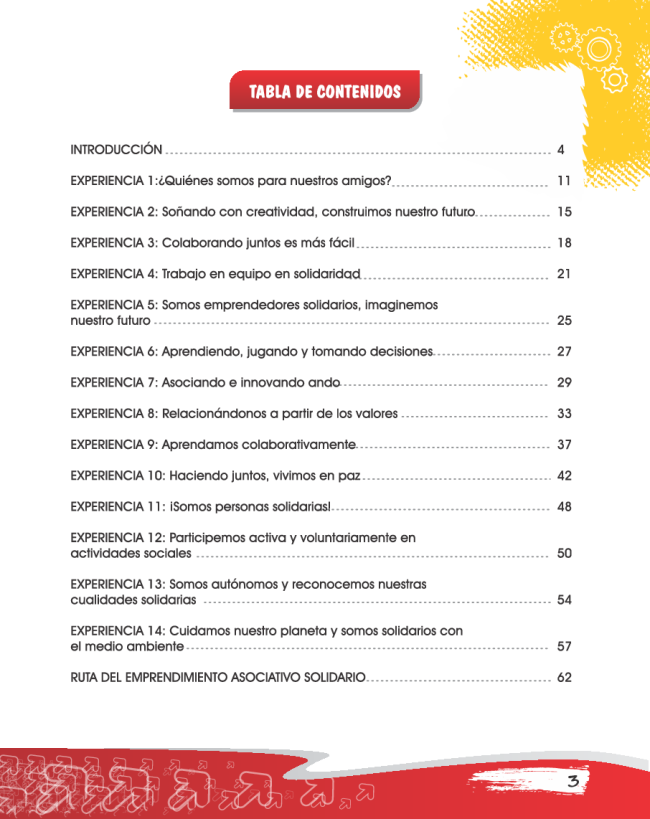 TABLA DE CONTENIDOS
INTRODUCCIÓN 4
EXPERIENCIA 1:¿Quiénes somos para nuestros amigos? 11
EXPERIENCIA 2: Soñando con creatividad, construimos nuestro futuro 15
EXPERIENCIA 3: Colaborando juntos es más fácil 18
EXPERIENCIA 4: Trabajo en equipo en solidaridad 21
EXPERIENCIA 5: Somos emprendedores solidarios, imaginemos
nuestro futuro 25
EXPERIENCIA 6: Aprendiendo, jugando y tomando decisiones 27
EXPERIENCIA 7: Asociando e innovando ando 29
EXPERIENCIA 8: Relacionándonos a partir de los valores 33
EXPERIENCIA 9: Aprendamos colaborativamente 37
EXPERIENCIA 10: Haciendo juntos, vivimos en paz 42
EXPERIENCIA 11: ¡Somos personas solidarias! 48
EXPERIENCIA 12: Participemos activa y voluntariamente en
actividades sociales 50
EXPERIENCIA 13: Somos autónomos y reconocemos nuestras
cualidades solidarias 54
EXPERIENCIA 14: Cuidamos nuestro planeta y somos solidarios con
el medio ambiente 57
RUTA DEL EMPRENDIMIENTO ASOCIATIVO SOLIDARIO 62
3